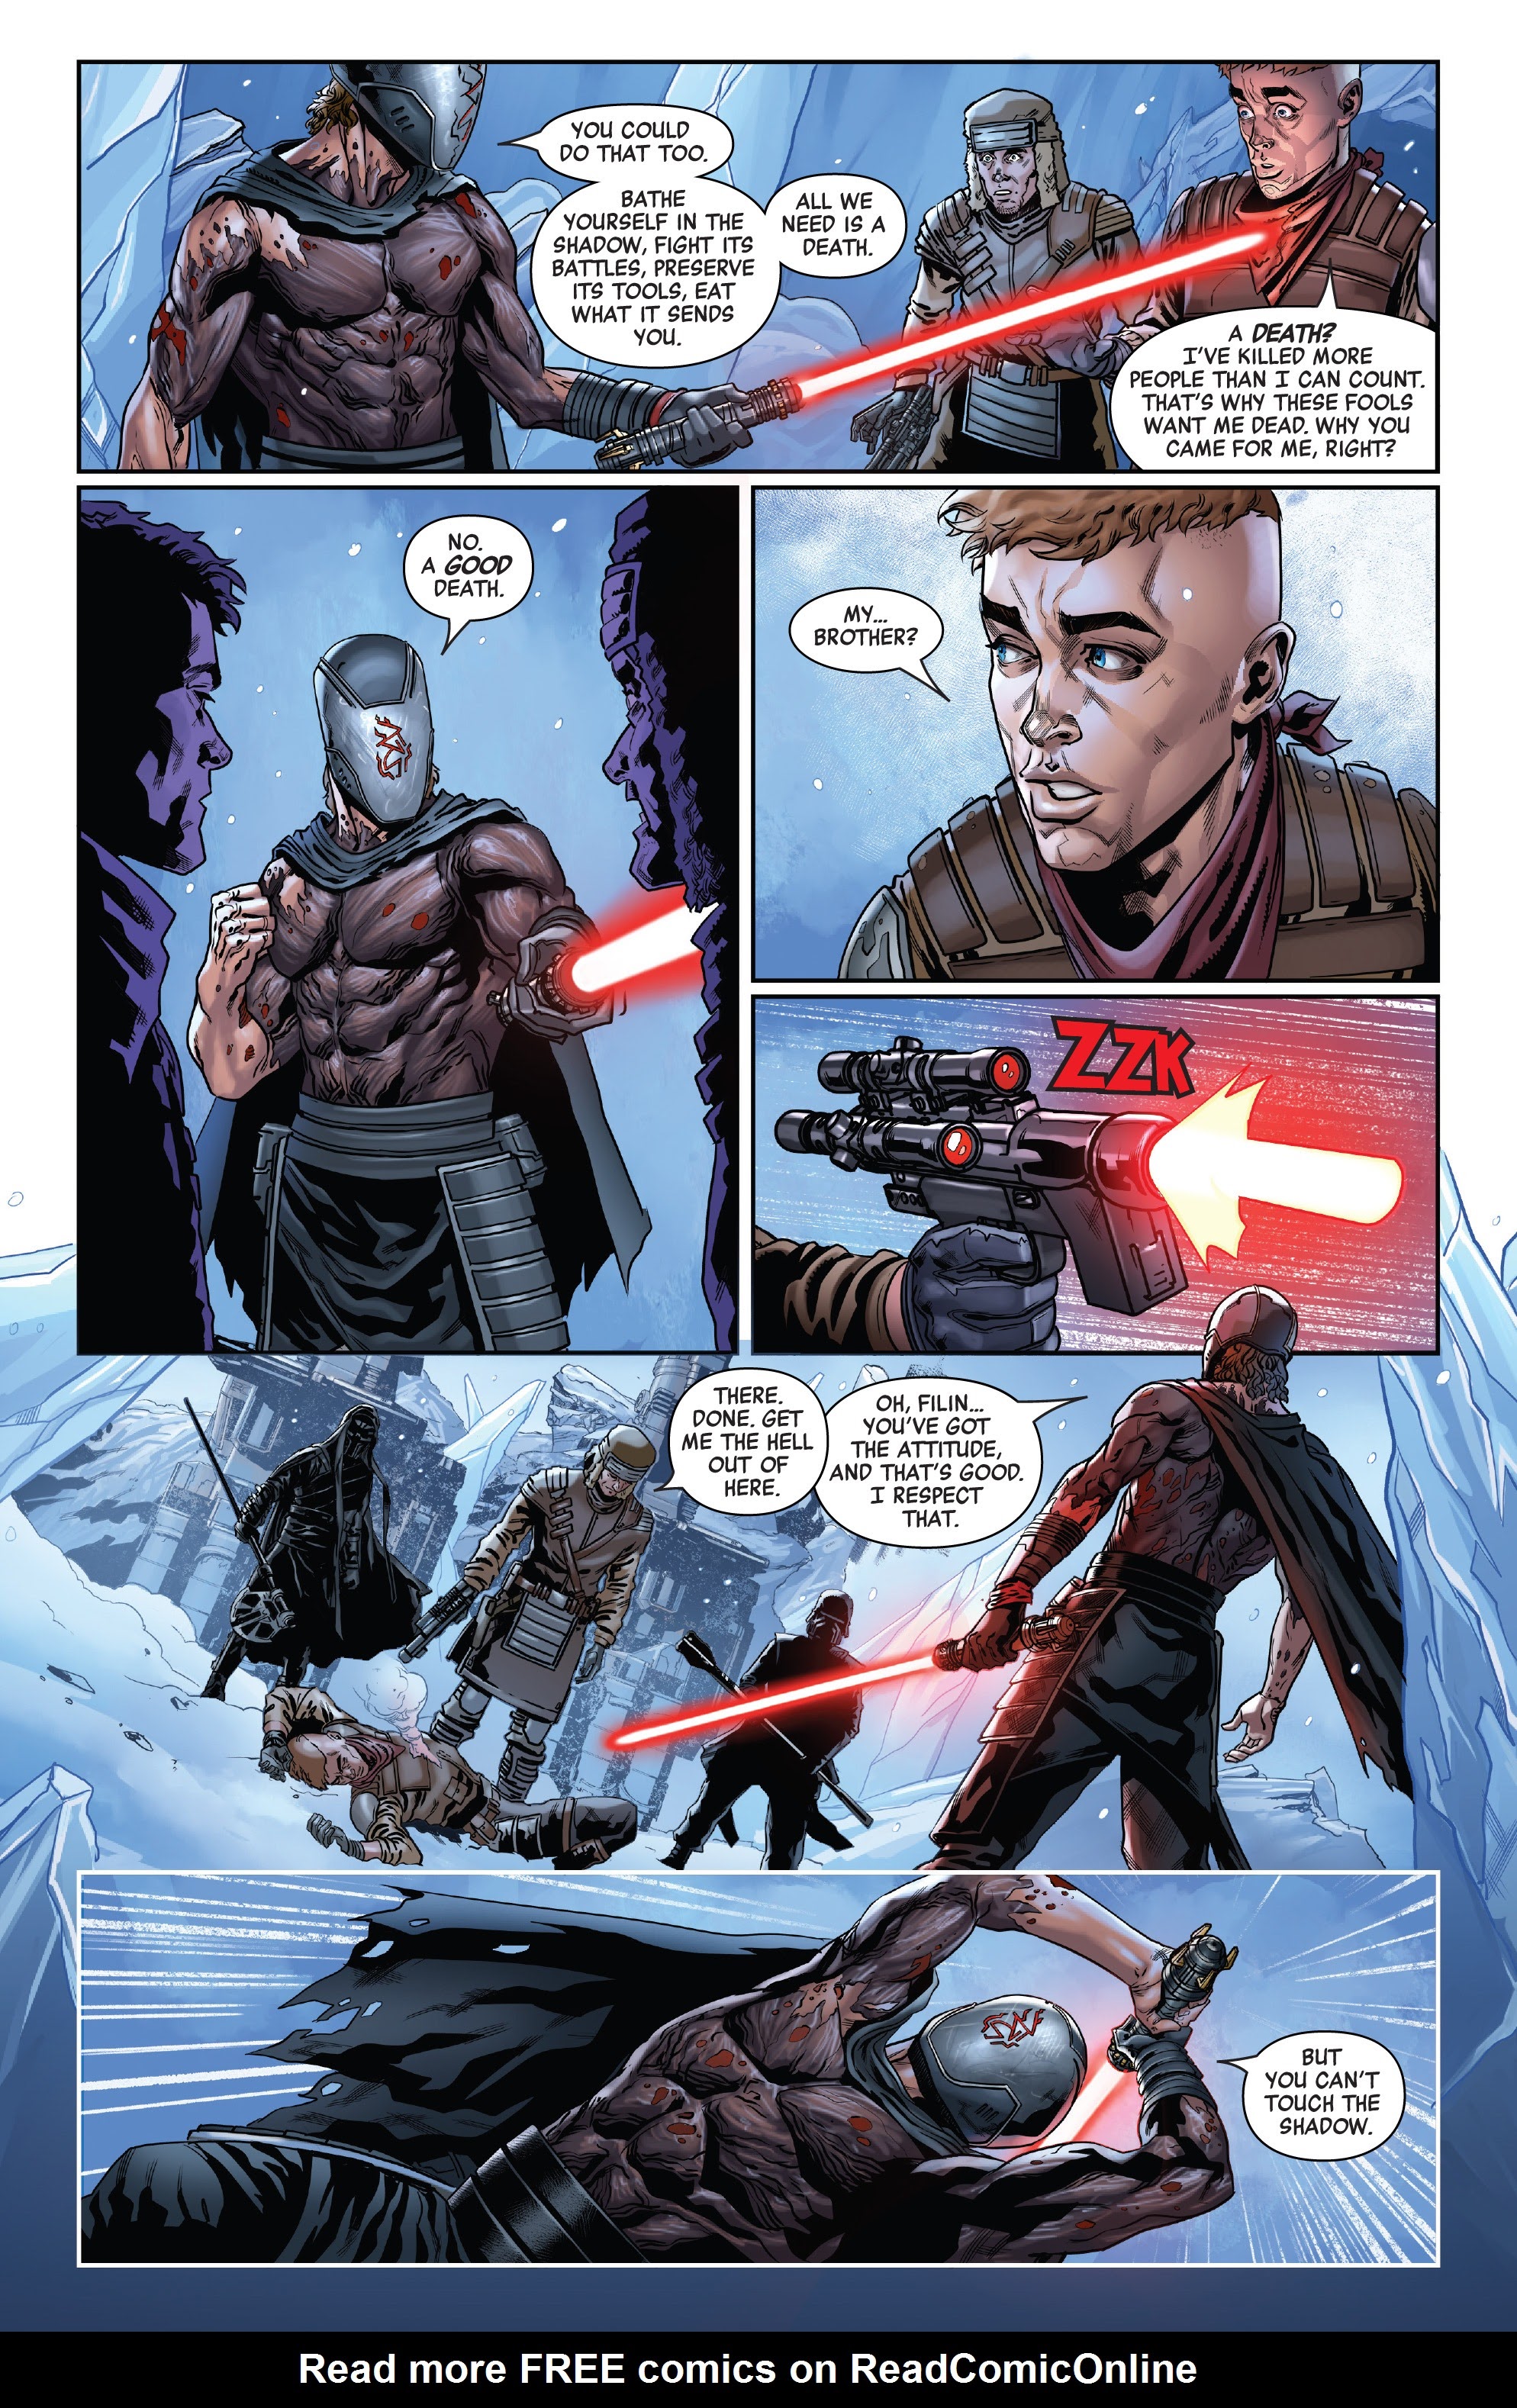 YOU COULD
DO THAT TOO.
BATHE
YOURSELF IN THE
SHADOW, FIGHT ITS
BATTLES, PRESERVE
ITS TOOLS, EAT
WHAT IT SENDS
YOU.
ALL WE
NEED IS A
DEATH.
A DEATH?
I'VE KILLED MORE
PEOPLE THAN I CAN COUNT.
THAT'S WHY THESE FOOLS
WANT ME DEAD. WHY YOU
CAME FOR ME, RIGHT?
NO.
A GOOD
DEATH.
MY...
BROTHER?
ZZK
THERE.
DONE. GET
ME THE HELL
OUT OF
HERE.
OH, FILIN...
YOU'VE GOT
THE ATTITUDE,
AND THAT'S GOOD.
I RESPECT
THAT.
BUT
YOU CAN'T
TOUCH THE
SHADOW.
Read more FREE comics on ReadComicOnline